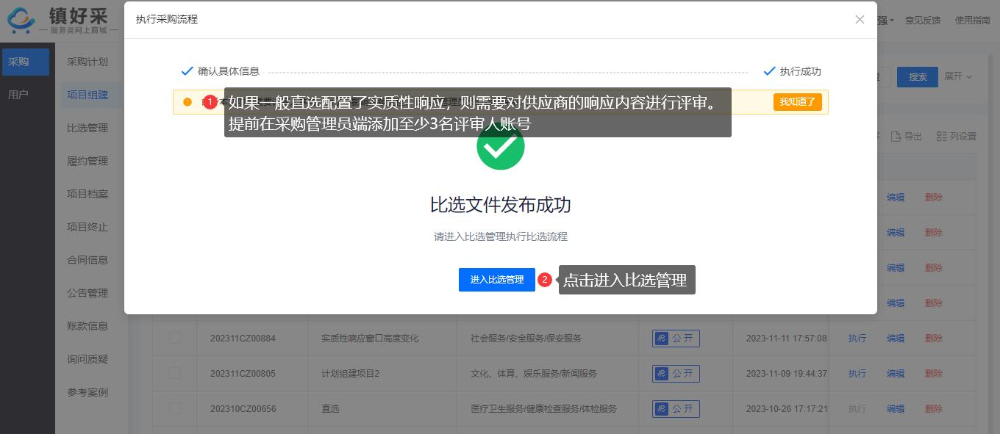 镇好采
服务类网上商城
执行采购流程
强
意见反馈
使用指南
采购
用户
采购计划
项目组建
比选管理
履约管理
项目档案
项目终止
合同信息
公告管理
账款信息
询问质疑
参考案例
确认具体信息
执行成功
搜索
展开
1
如果一般直选配置了实质性响应，则需要对供应商的响应内容进行评审。
提前在采购管理员端添加至少3名评审人账号
我知道了
导出
列设置
比选文件发布成功
请进入比选管理执行比选流程
进入比选管理
2
点击进入比选管理
编辑 删除
编辑 删除
编辑 删除
编辑 删除
202311CZ00884 实质性响应窗口高度变化 社会服务/安全服务/保安服务 公开 2023-11-11 17:57:08 执行 编辑 删除
202311CZ00805 计划组建项目2 文化、体育、娱乐服务/新闻服务 公开 2023-11-09 19:44:37 执行 编辑 删除
202310CZ00656 直选 医疗卫生服务/健康检查服务/体检服务 公开 2023-10-26 17:17:21 执行 编辑 删除